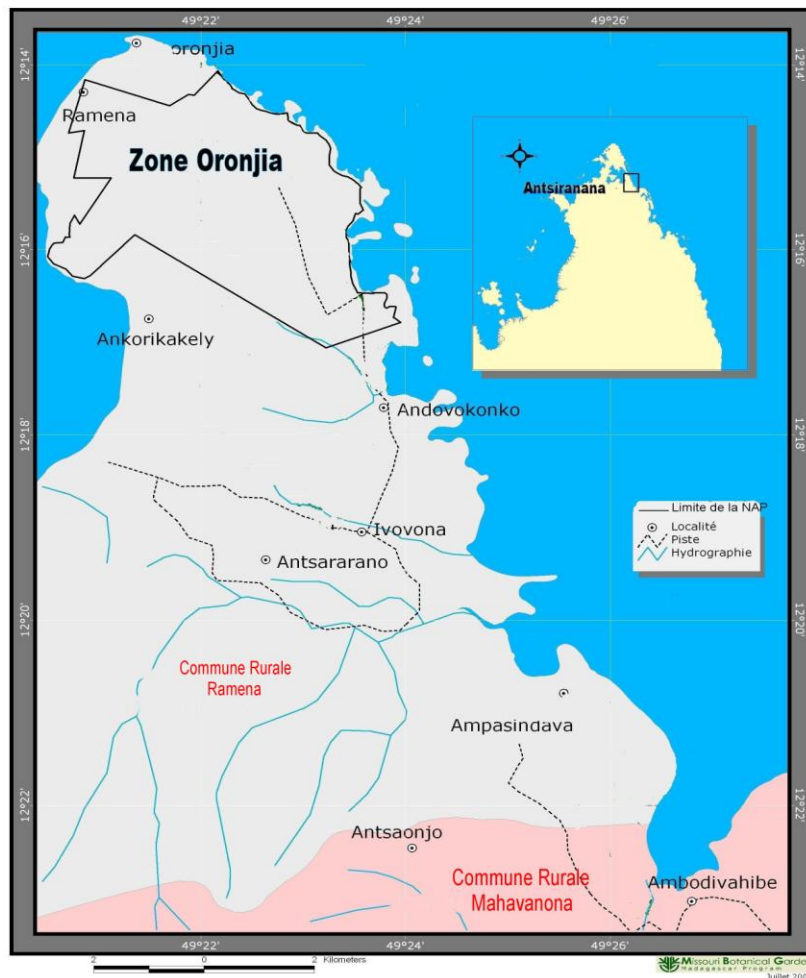 49°22' 49°24' 49°26'
12°14' 12°14'
oronjia
Ramena
Zone Oronjia
Antsiranana
12°16' 12°16'
Ankorikakely
Andovokonko
12°18' 12°18'
Limite de la NAP
Localité
Piste
Hydrographie
Ivovona
Antsararano
12°20' 12°20'
Commune Rurale
Ramena
Ampasindava
12°22' 12°22'
Antsaonjo
Commune Rurale
Mahavanona
Ambodivahibe
49°22' 49°24' 49°26'
2 0 2 Kilometers
Missouri Botanical Garde
Madagascar Program
Juillet